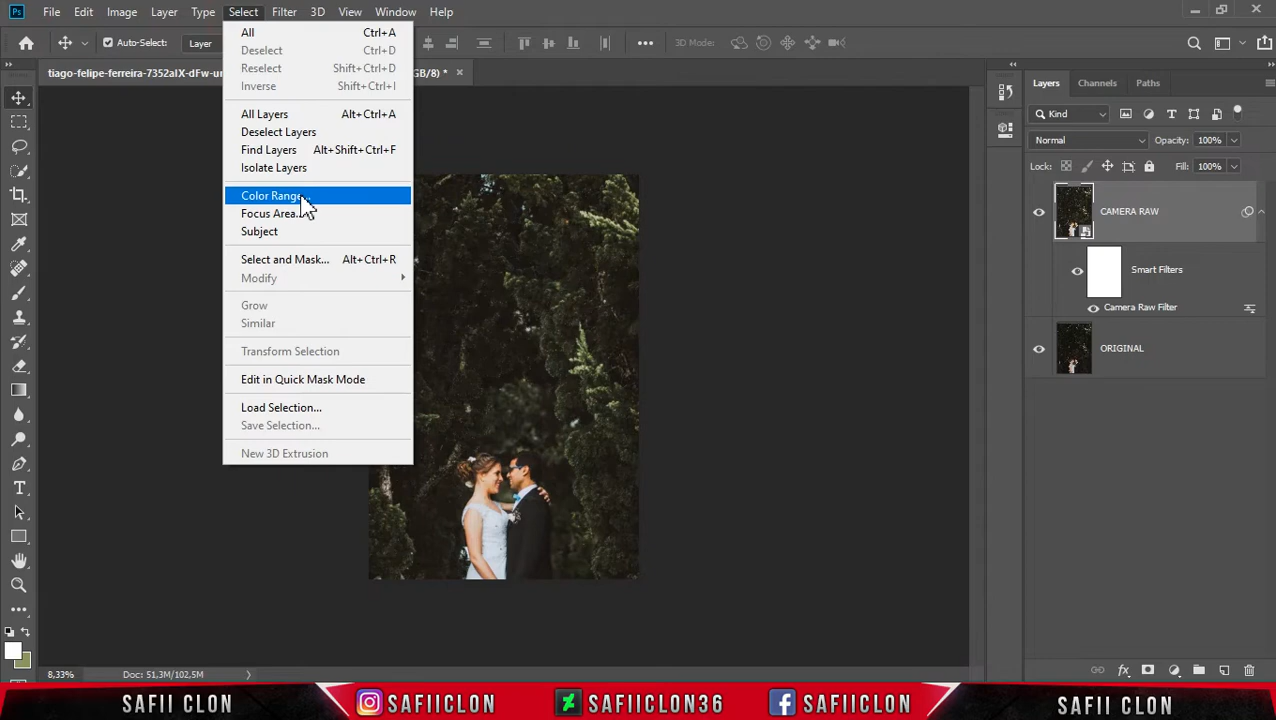 Ps File Edit Image Layer Type Select Filter 3D View Window Help
Auto-Select: Layer 3D Mode:
tiago-felipe-ferreira-7352aIX-dFw-un GB/8) *
All Ctrl+A
Deselect Ctrl+D
Reselect Shift+Ctrl+D
Inverse Shift+Ctrl+I
All Layers Alt+Ctrl+A
Deselect Layers
Find Layers Alt+Shift+Ctrl+F
Isolate Layers
Color Range...
Focus Area...
Subject
Select and Mask... Alt+Ctrl+R
Modify
Grow
Similar
Transform Selection
Edit in Quick Mask Mode
Load Selection...
Save Selection...
New 3D Extrusion
Layers Channels Paths
Kind
Normal Opacity: 100%
Lock: Fill: 100%
CAMERA RAW
Smart Filters
Camera Raw Filter
ORIGINAL
8,33% Doc: 51,3M/102,5M
SAFII CLON SAFIICLON SAFIICLON36 SAFIICLON SAFII CLON